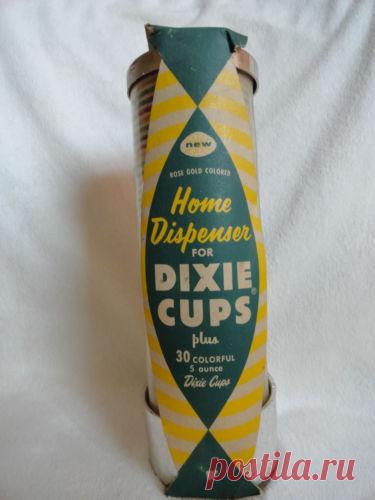 new
ROSE GOLD COLORED
Home
Dispenser
FOR
DIXIE
CUPS®
plus
30 COLORFUL
5 ounce
Dixie Cups
postila.ru